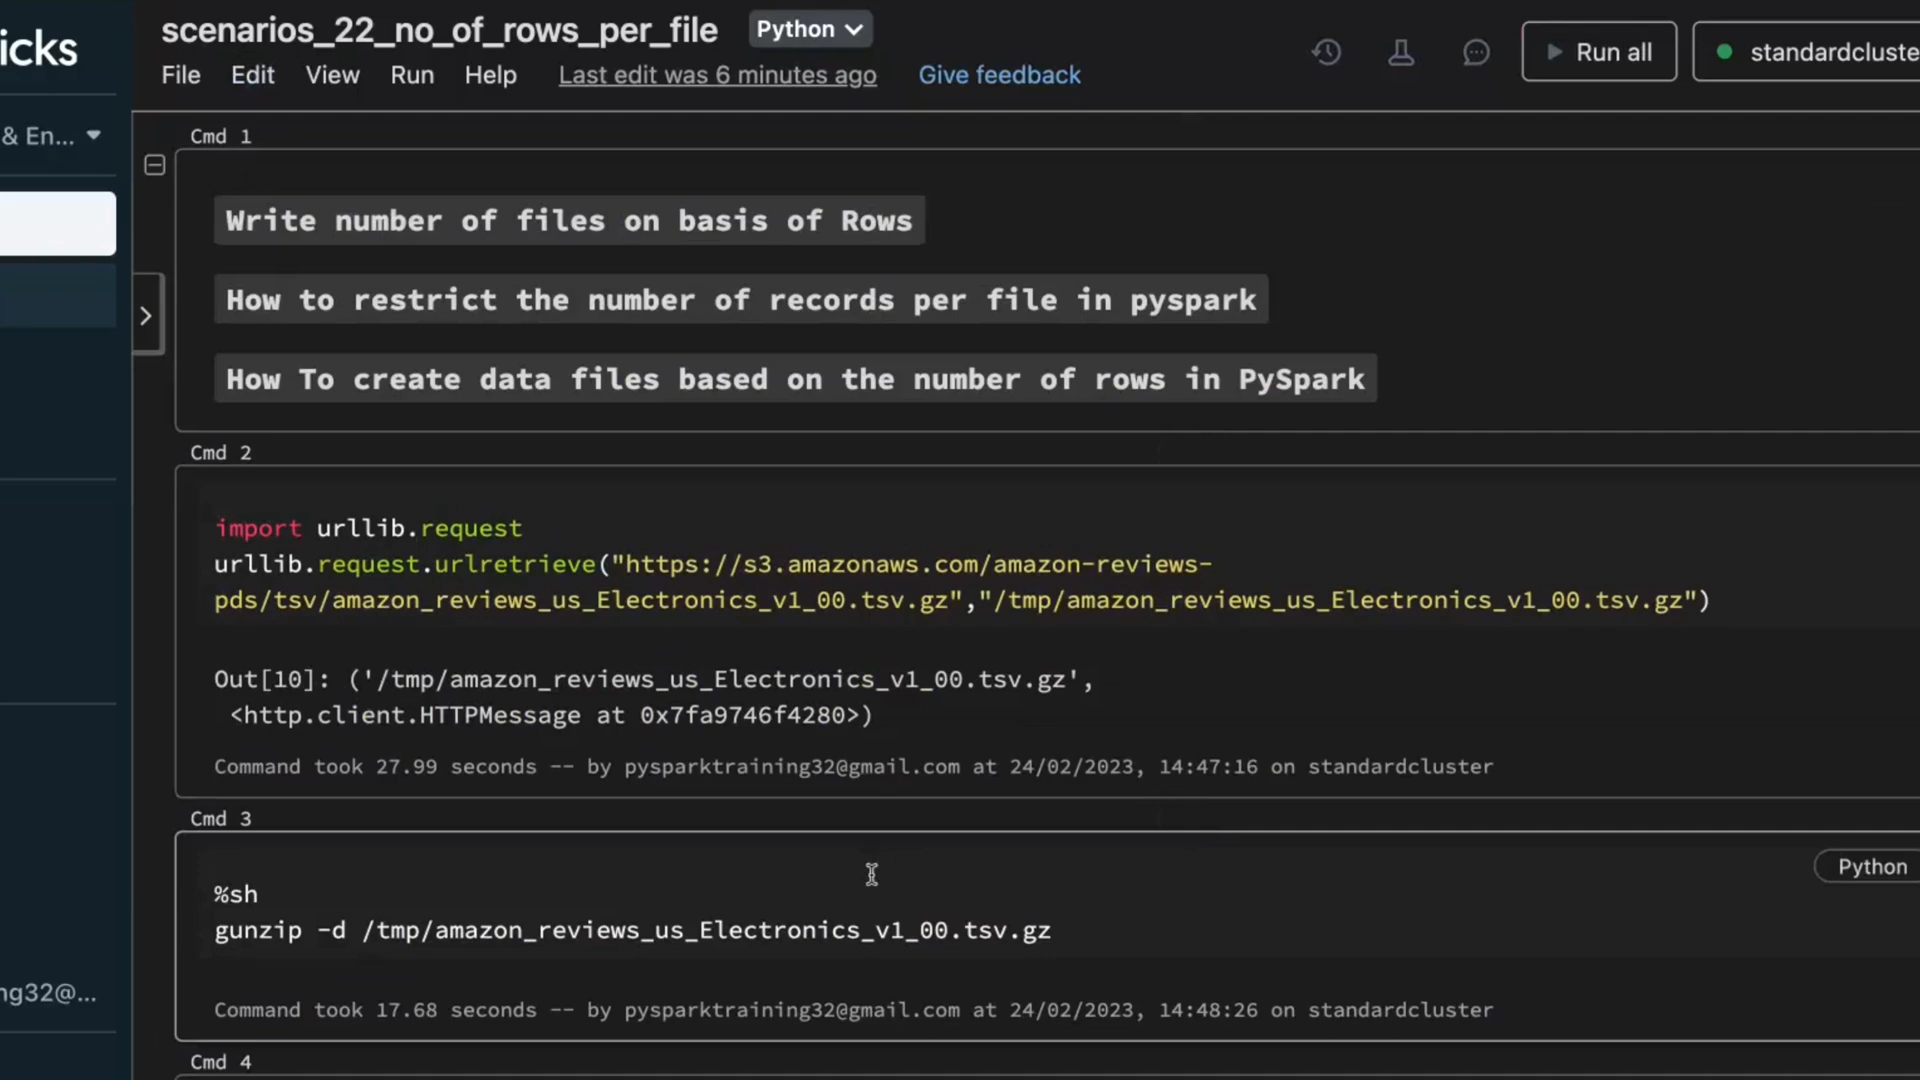 icks
scenarios_22_no_of_rows_per_file
Python
File Edit View Run Help Last edit was 6 minutes ago Give feedback
Run all
standardcluste
& En...
Cmd 1
Write number of files on basis of Rows
How to restrict the number of records per file in pyspark
How To create data files based on the number of rows in PySpark
Cmd 2
import urllib.request
urllib.request.urlretrieve("https://s3.amazonaws.com/amazon-reviews-
pds/tsv/amazon_reviews_us_Electronics_v1_00.tsv.gz","/tmp/amazon_reviews_us_Electronics_v1_00.tsv.gz")
Out[10]: ('/tmp/amazon_reviews_us_Electronics_v1_00.tsv.gz',
<http.client.HTTPMessage at 0x7fa9746f4280>)
Command took 27.99 seconds -- by pysparktraining32@gmail.com at 24/02/2023, 14:47:16 on standardcluster
Cmd 3
Python
%sh
gunzip -d /tmp/amazon_reviews_us_Electronics_v1_00.tsv.gz
ng32@...
Command took 17.68 seconds -- by pysparktraining32@gmail.com at 24/02/2023, 14:48:26 on standardcluster
Cmd 4